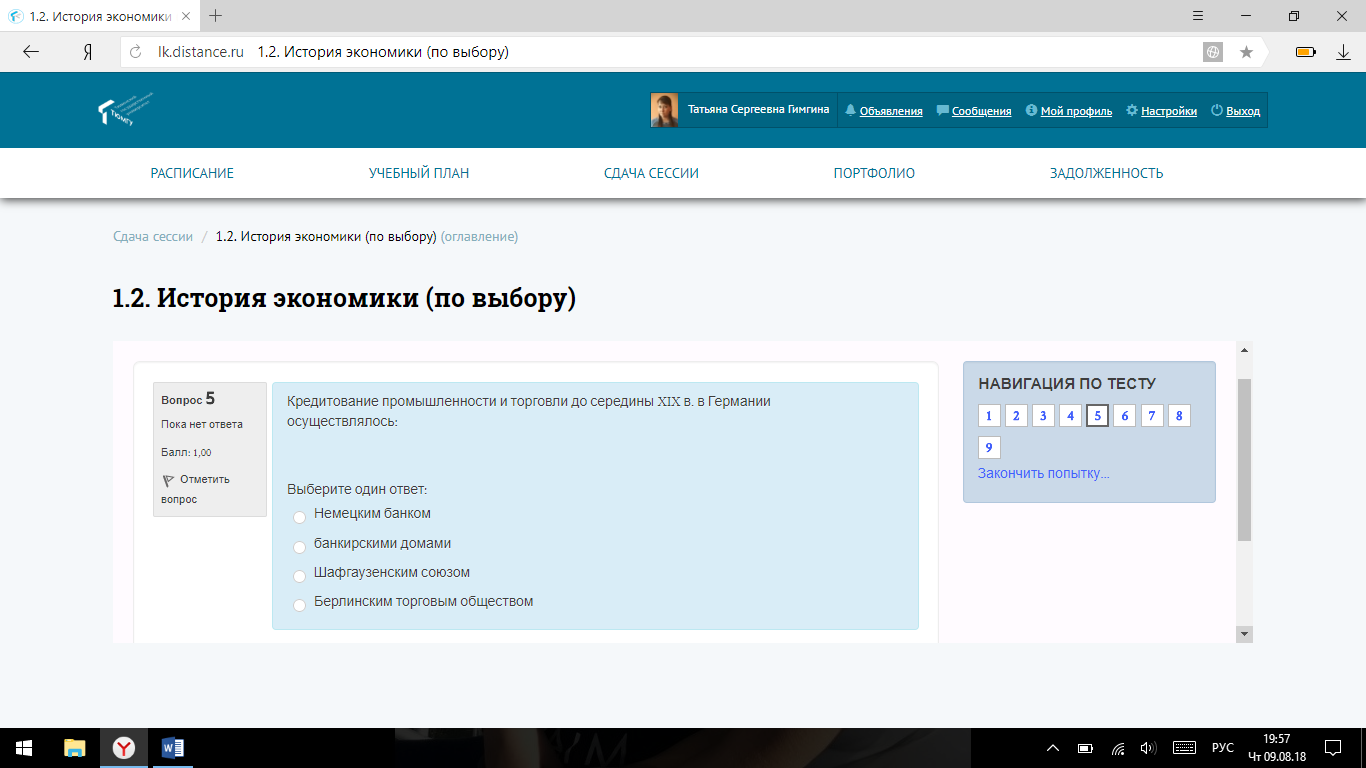 1.2. История экономики
Я
lk.distance.ru 1.2. История экономики (по выбору)
ТюмГУ
Татьяна Сергеевна Гимгина Объявления Сообщения Мой профиль Настройки Выход
РАСПИСАНИЕ УЧЕБНЫЙ ПЛАН СДАЧА СЕССИИ ПОРТФОЛИО ЗАДОЛЖЕННОСТЬ
Сдача сессии / 1.2. История экономики (по выбору) (оглавление)
1.2. История экономики (по выбору)
Вопрос 5
Пока нет ответа
Балл: 1,00
Отметить
вопрос
Кредитование промышленности и торговли до середины XIX в. в Германии
осуществлялось:
Выберите один ответ:
Немецким банком
банкирскими домами
Шафгаузенским союзом
Берлинским торговым обществом
НАВИГАЦИЯ ПО ТЕСТУ
1 2 3 4 5 6 7 8
9
Закончить попытку...
РУС
19:57
Чт 09.08.18